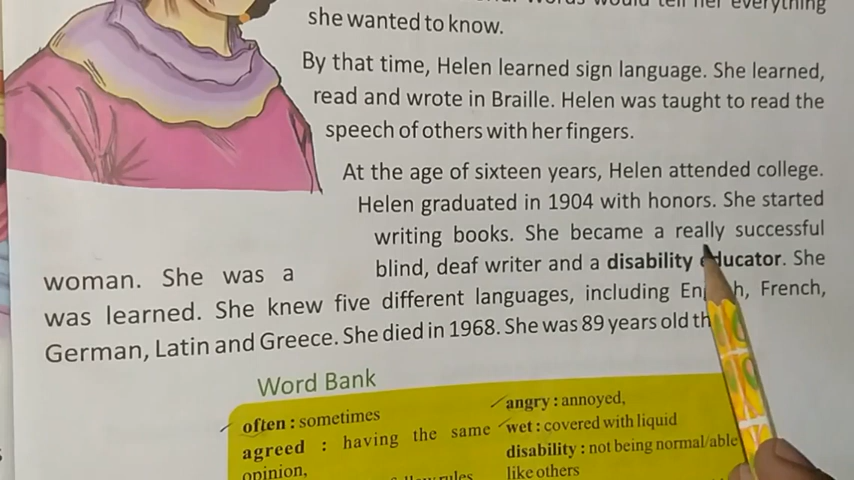 would tell her everything
she wanted to know.
By that time, Helen learned sign language. She learned,
read and wrote in Braille. Helen was taught to read the
speech of others with her fingers.
At the age of sixteen years, Helen attended college.
Helen graduated in 1904 with honors. She started
writing books. She became a really successful
woman. She was a blind, deaf writer and a disability educator. She
was learned. She knew five different languages, including English, French,
German, Latin and Greece. She died in 1968. She was 89 years old
Word Bank
often : sometimes
agreed : having the same
opinion,
rules
angry : annoyed,
wet : covered with liquid
disability : not being normal/able
like others